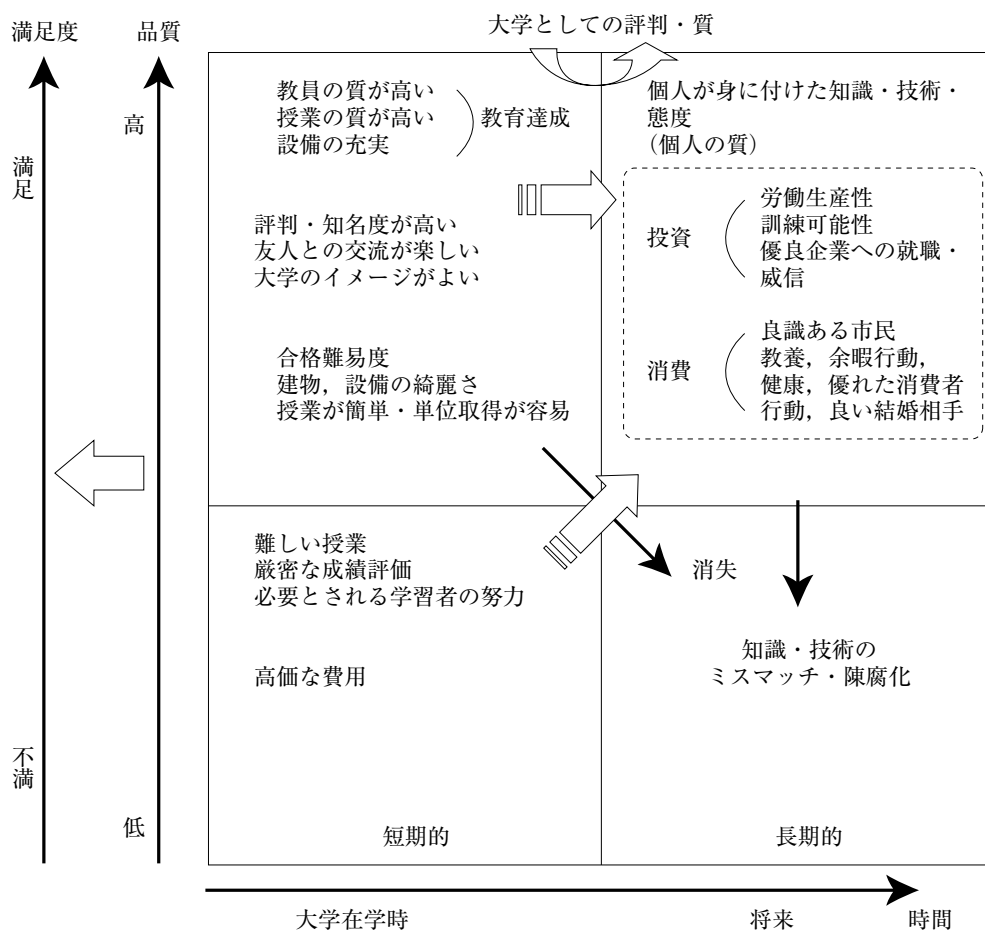 大学としての評判・質
満足度
品質
高
満足
不満
低
教員の質が高い
授業の質が高い
設備の充実
教育達成
評判・知名度が高い
友人との交流が楽しい
大学のイメージがよい
合格難易度
建物，設備の綺麗さ
授業が簡単・単位取得が容易
個人が身に付けた知識・技術・
態度
（個人の質）
投資
労働生産性
訓練可能性
優良企業への就職・
威信
消費
良識ある市民
教養，余暇行動，
健康，優れた消費者
行動，良い結婚相手
難しい授業
厳密な成績評価
必要とされる学習者の努力
高価な費用
消失
知識・技術の
ミスマッチ・陳腐化
短期的
長期的
大学在学時
将来
時間